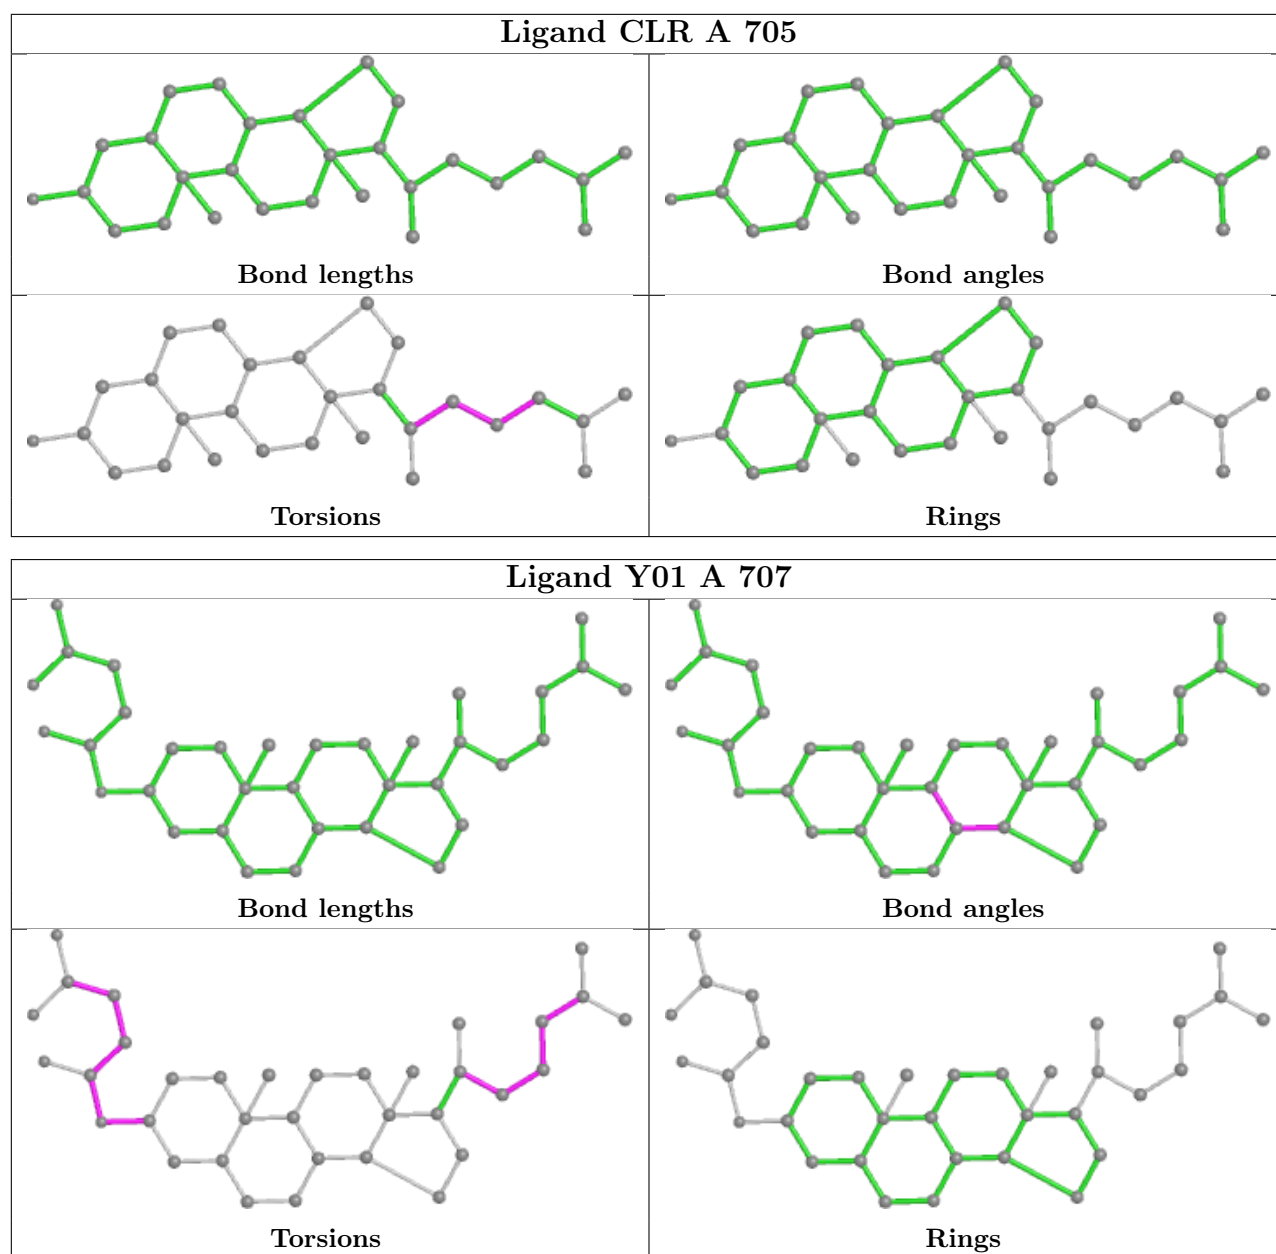 Ligand CLR A 705
Bond lengths
Bond angles
Torsions
Rings
Ligand Y01 A 707
Bond lengths
Bond angles
Torsions
Rings